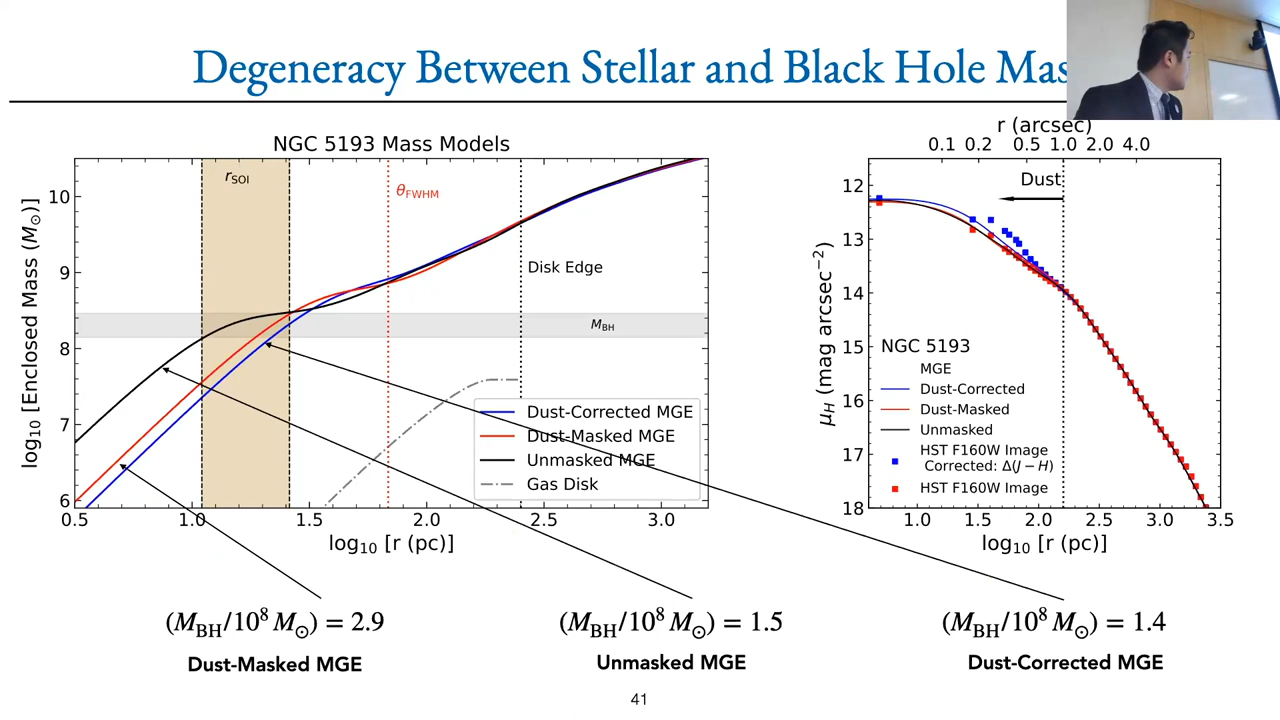 Degeneracy Between Stellar and Black Hole Mas
NGC 5193 Mass Models
r_SOI
θ_FWHM
Disk Edge
M_BH
Dust-Corrected MGE
Dust-Masked MGE
Unmasked MGE
Gas Disk
log₁₀ [Enclosed Mass (M_⊙)]
10
9
8
7
6
0.5 1.0 1.5 2.0 2.5 3.0
log₁₀ [r (pc)]
r (arcsec)
0.1 0.2 0.5 1.0 2.0 4.0
Dust
μ_H (mag arcsec⁻²)
12
13
14
15
16
17
18
NGC 5193
MGE
Dust-Corrected
Dust-Masked
Unmasked
HST F160W Image
Corrected: Δ(J − H)
HST F160W Image
1.0 1.5 2.0 2.5 3.0 3.5
log₁₀ [r (pc)]
(M_BH/10⁸ M_⊙) = 2.9
Dust-Masked MGE
(M_BH/10⁸ M_⊙) = 1.5
Unmasked MGE
(M_BH/10⁸ M_⊙) = 1.4
Dust-Corrected MGE
41